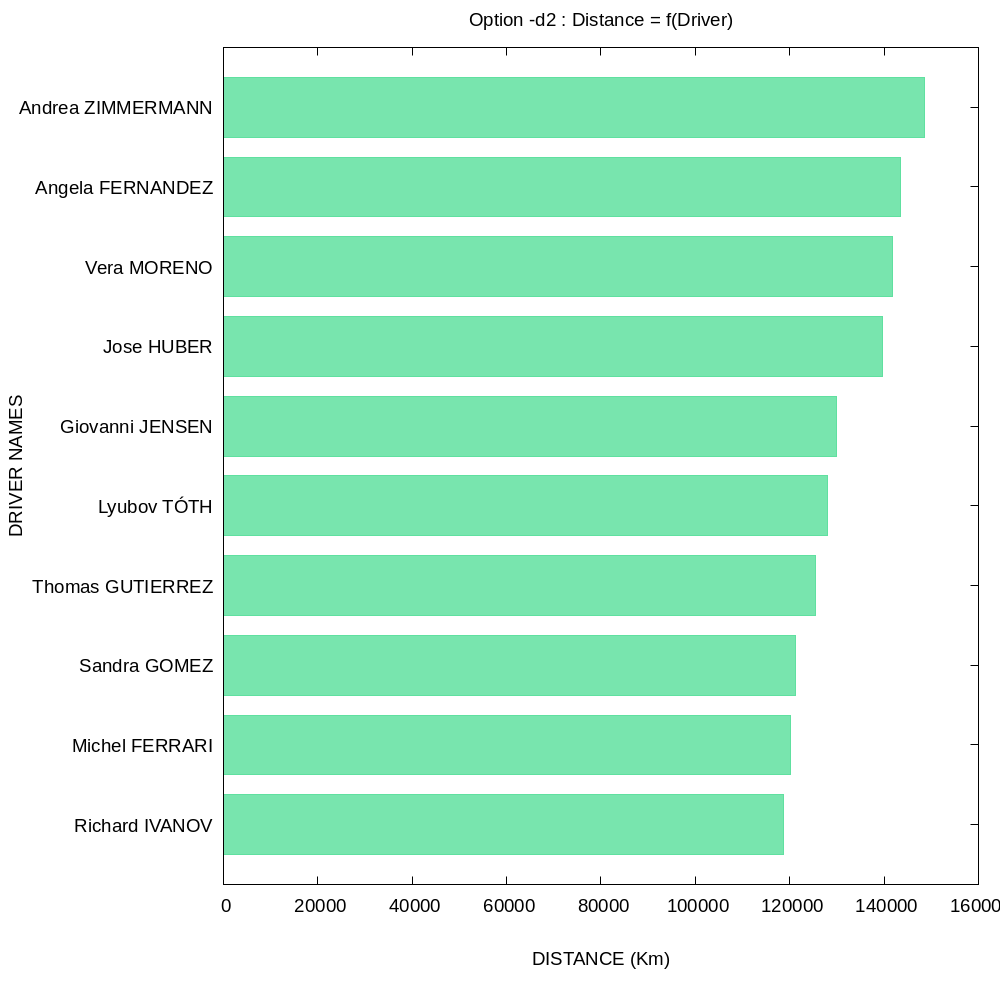 Option -d2 : Distance = f(Driver)
Andrea ZIMMERMANN
Angela FERNANDEZ
Vera MORENO
Jose HUBER
Giovanni JENSEN
Lyubov TÓTH
Thomas GUTIERREZ
Sandra GOMEZ
Michel FERRARI
Richard IVANOV
DRIVER NAMES
0 20000 40000 60000 80000 100000 120000 140000 16000
DISTANCE (Km)